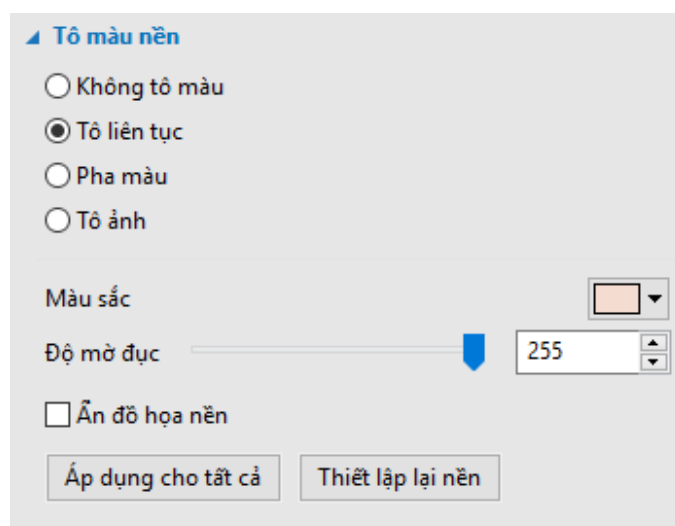 Tô màu nền
Không tô màu
Tô liên tục
Pha màu
Tô ảnh
Màu sắc
Độ mờ đục 255
Ẩn đồ họa nền
Áp dụng cho tất cả Thiết lập lại nền